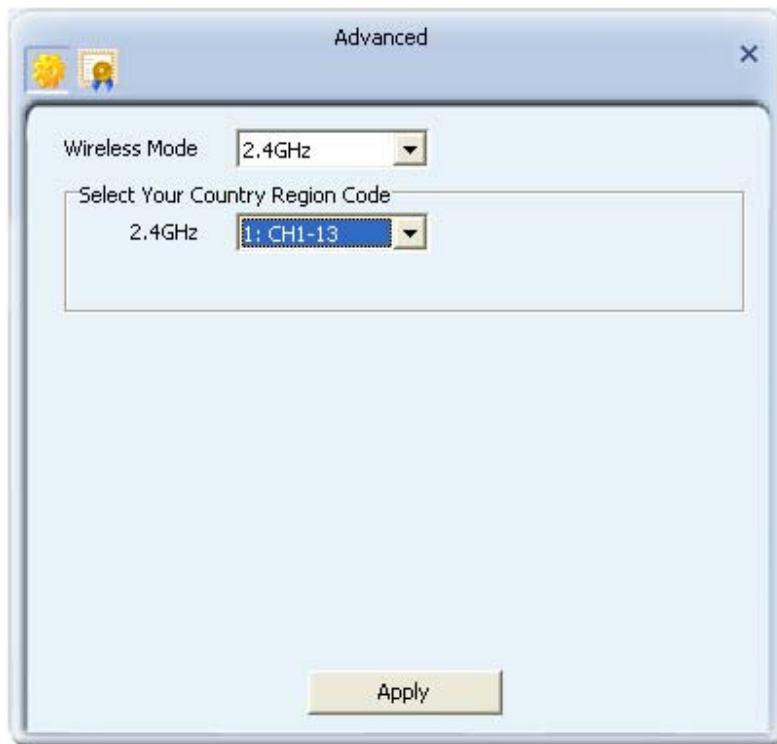 Advanced
Wireless Mode 2.4GHz
Select Your Country Region Code
2.4GHz 1: CH1-13
Apply